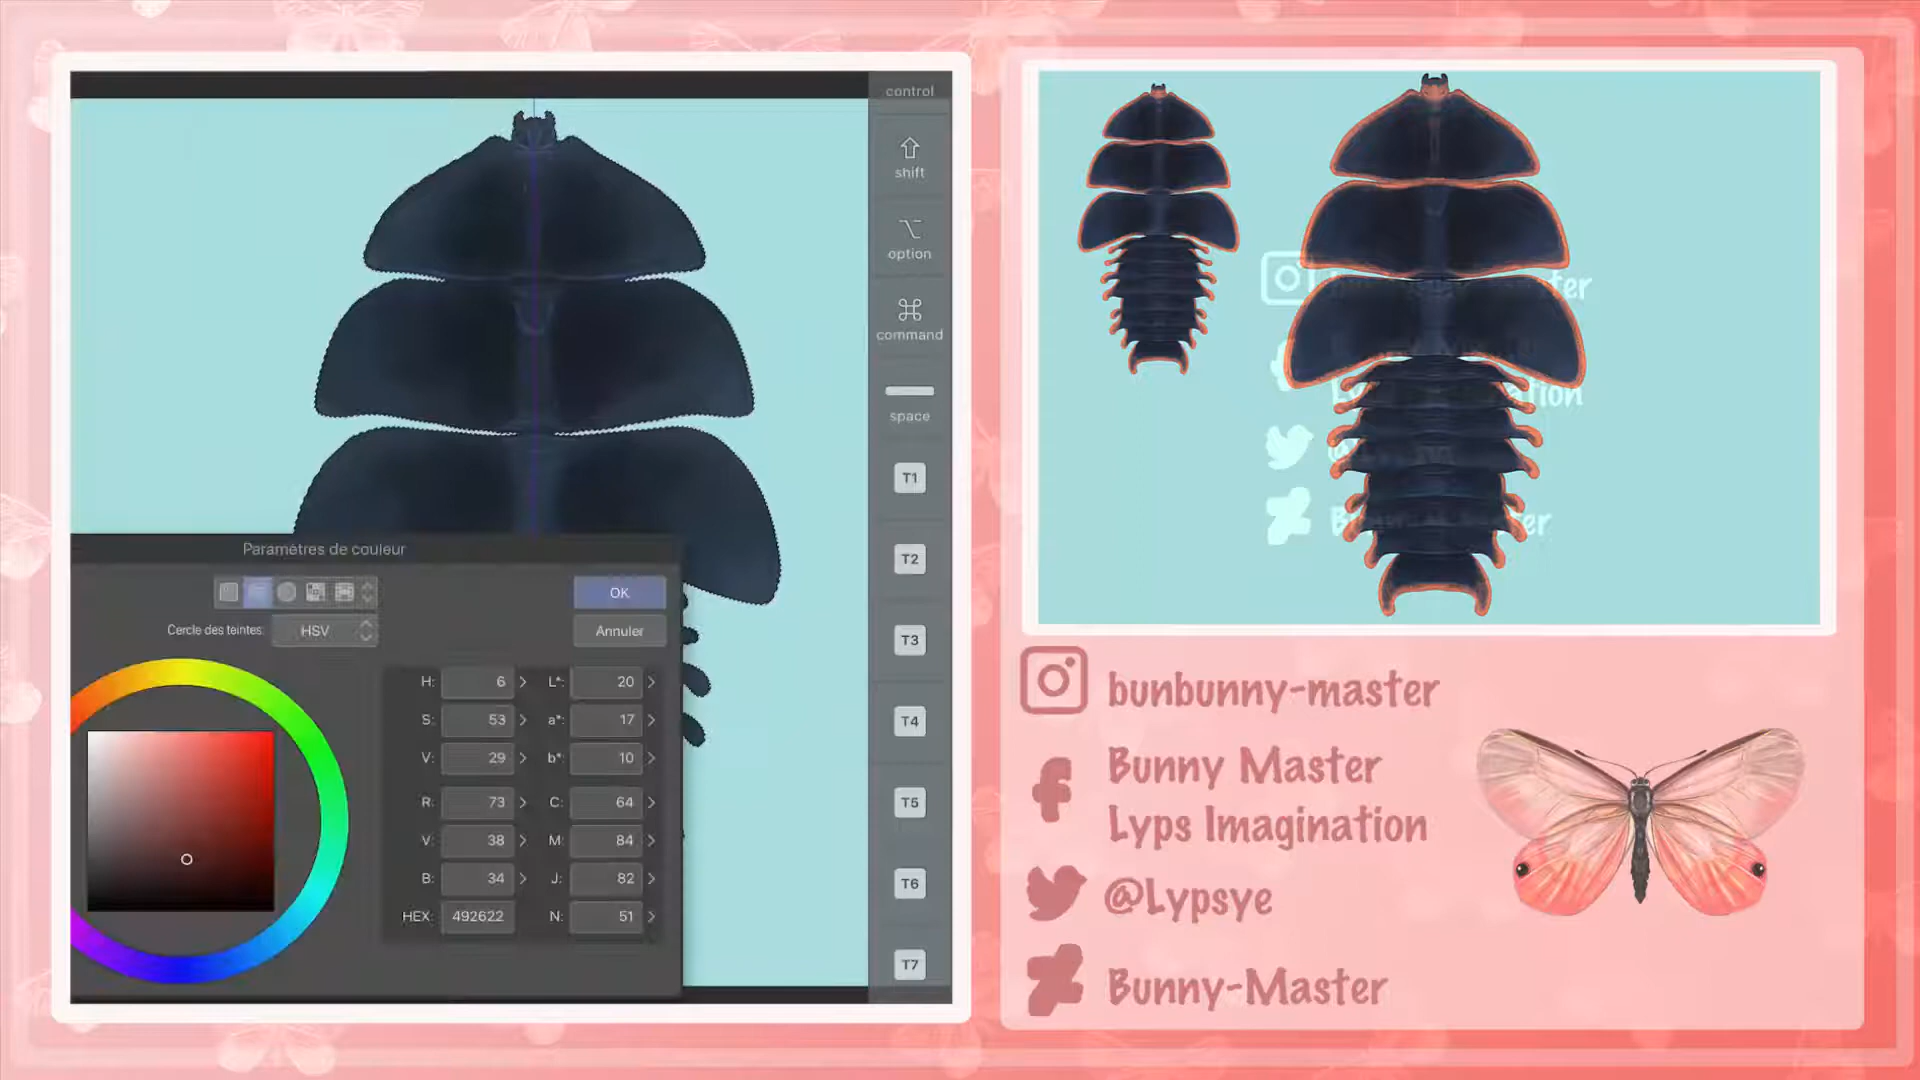 control
shift
option
command
space
T1
T2
T3
T4
T5
T6
T7
Paramètres de couleur
OK
Cercle des teintes: HSV
Annuler
H: 6 L*: 20
S: 53 a*: 17
V: 29 b*: 10
R: 73 C: 64
V: 38 M: 84
B: 34 J: 82
HEX: 492622 N: 51
bunbunny-master
Bunny Master
Lyps Imagination
@Lypsye
Bunny-Master